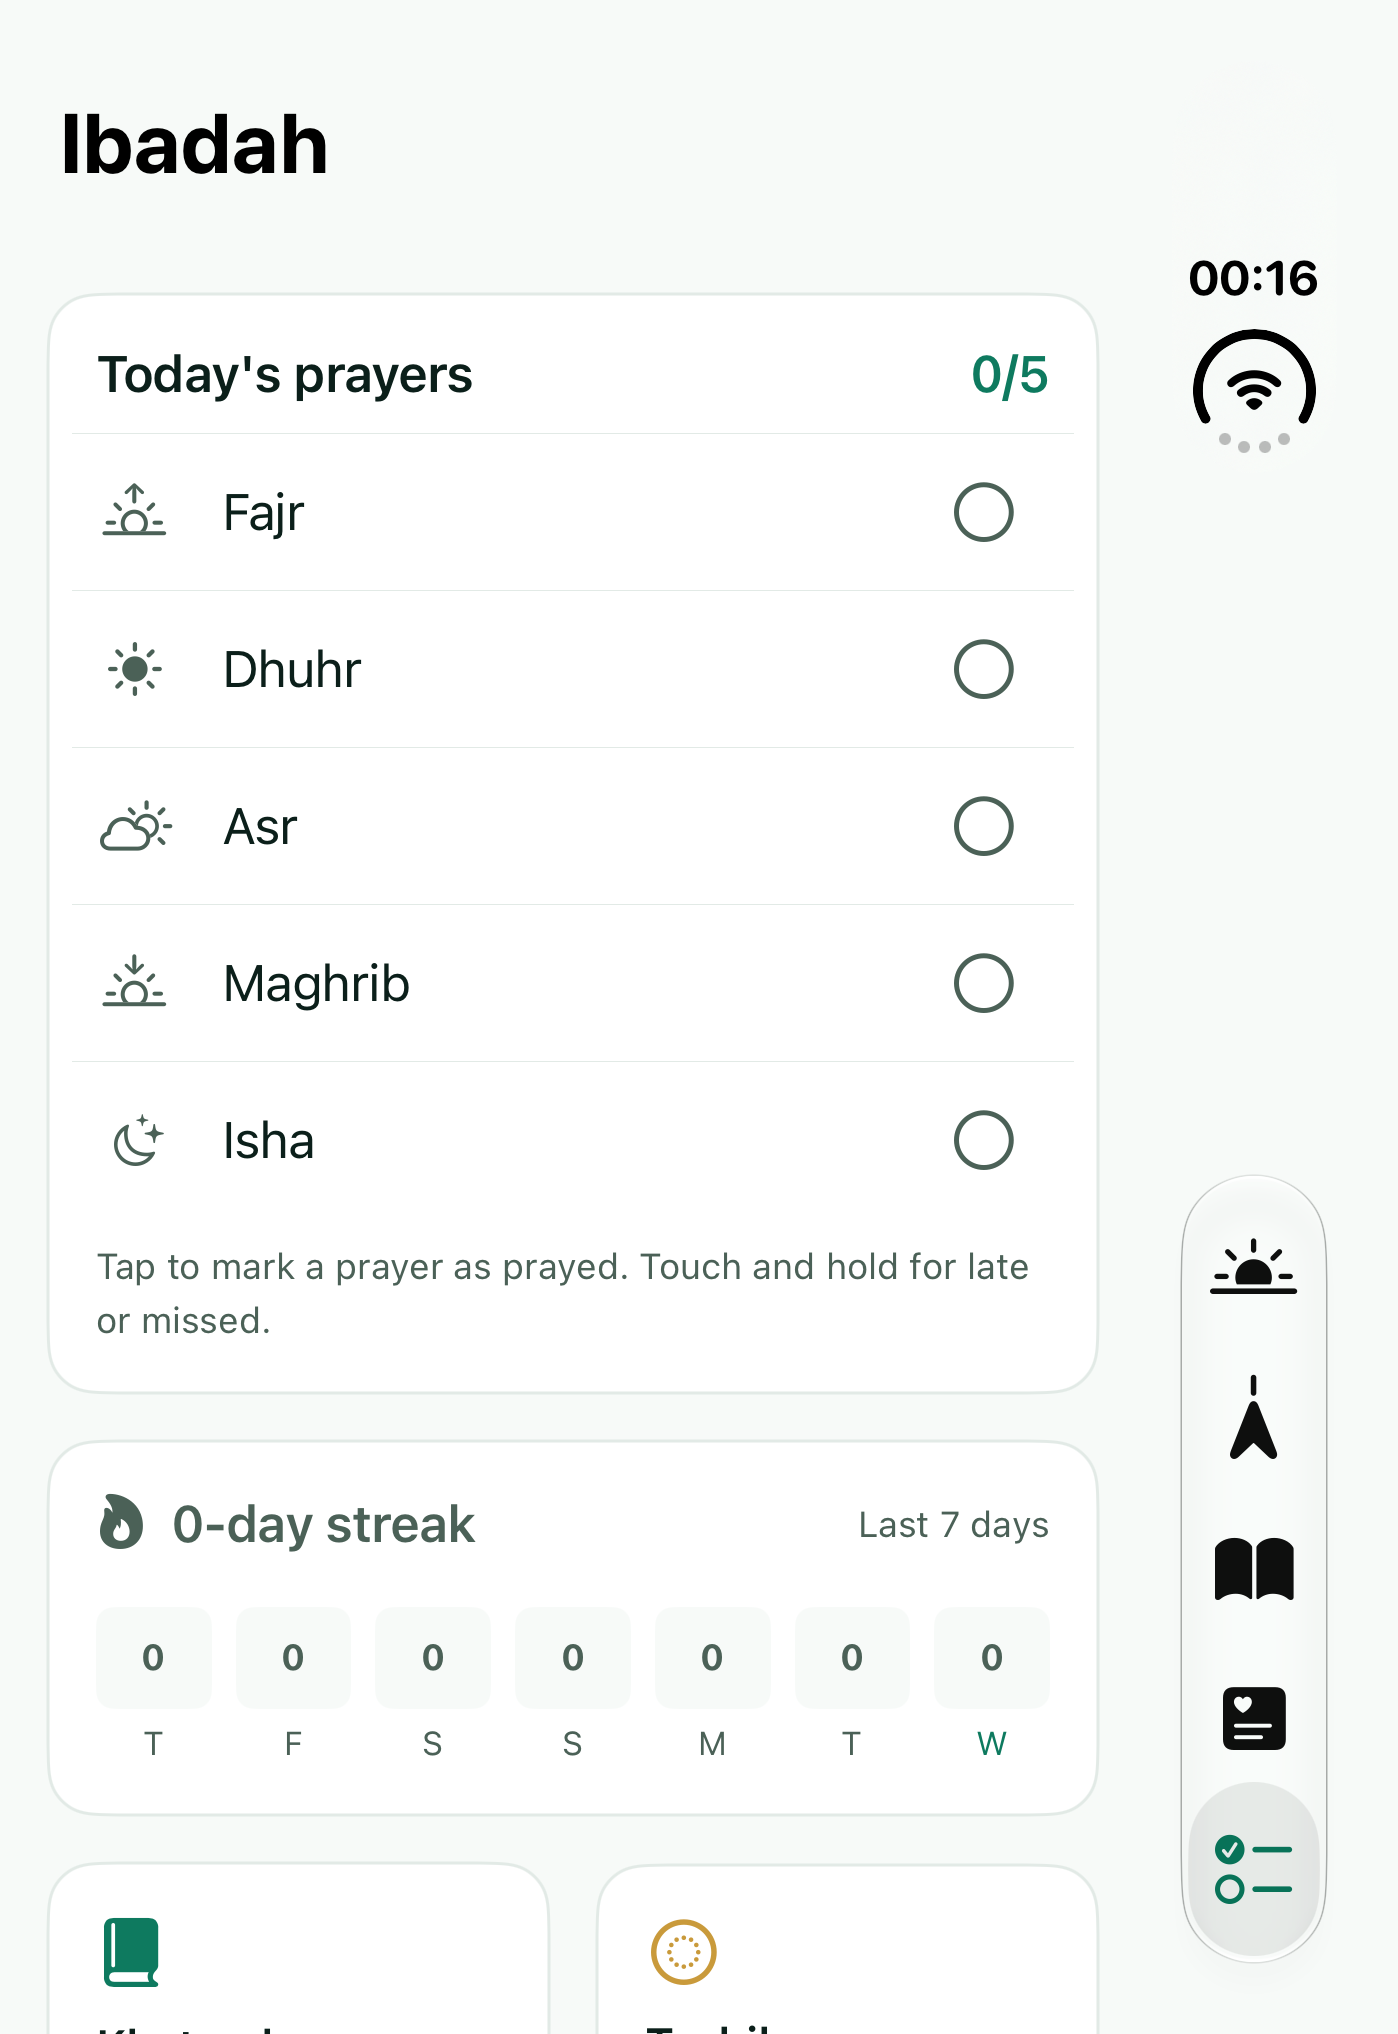 Ibadah
00:16
Today's prayers 0/5
Fajr
Dhuhr
Asr
Maghrib
Isha
Tap to mark a prayer as prayed. Touch and hold for late
or missed.
0-day streak Last 7 days
0 0 0 0 0 0 0
T F S S M T W